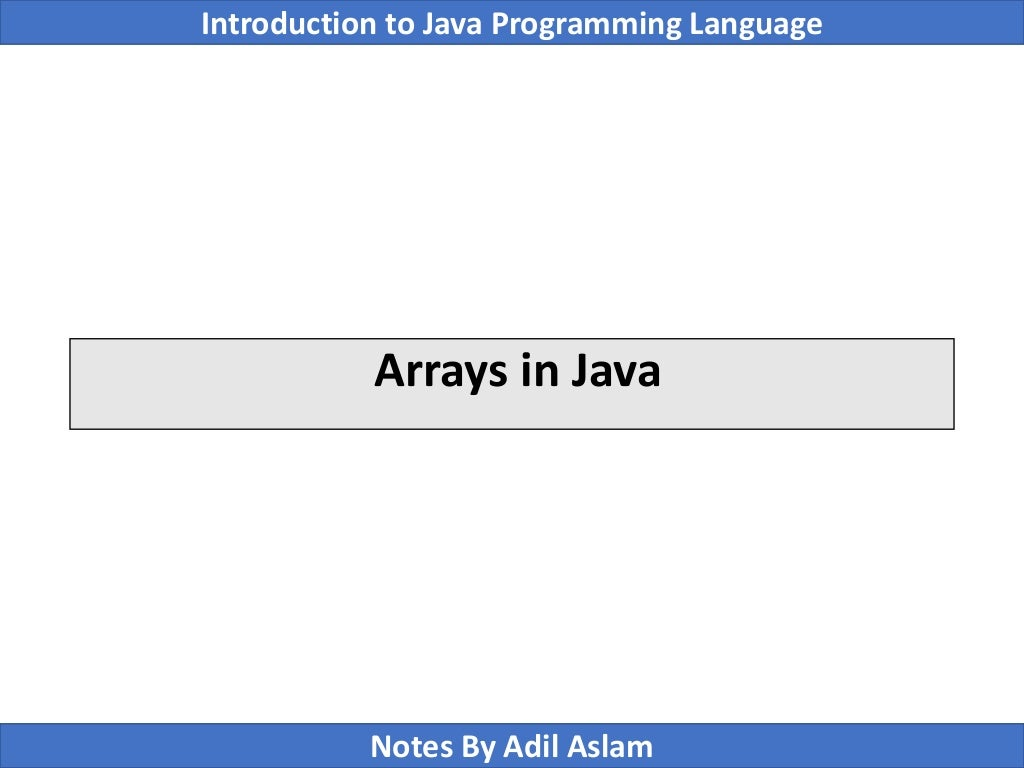 Introduction to Java Programming Language
Arrays in Java
Notes By Adil Aslam